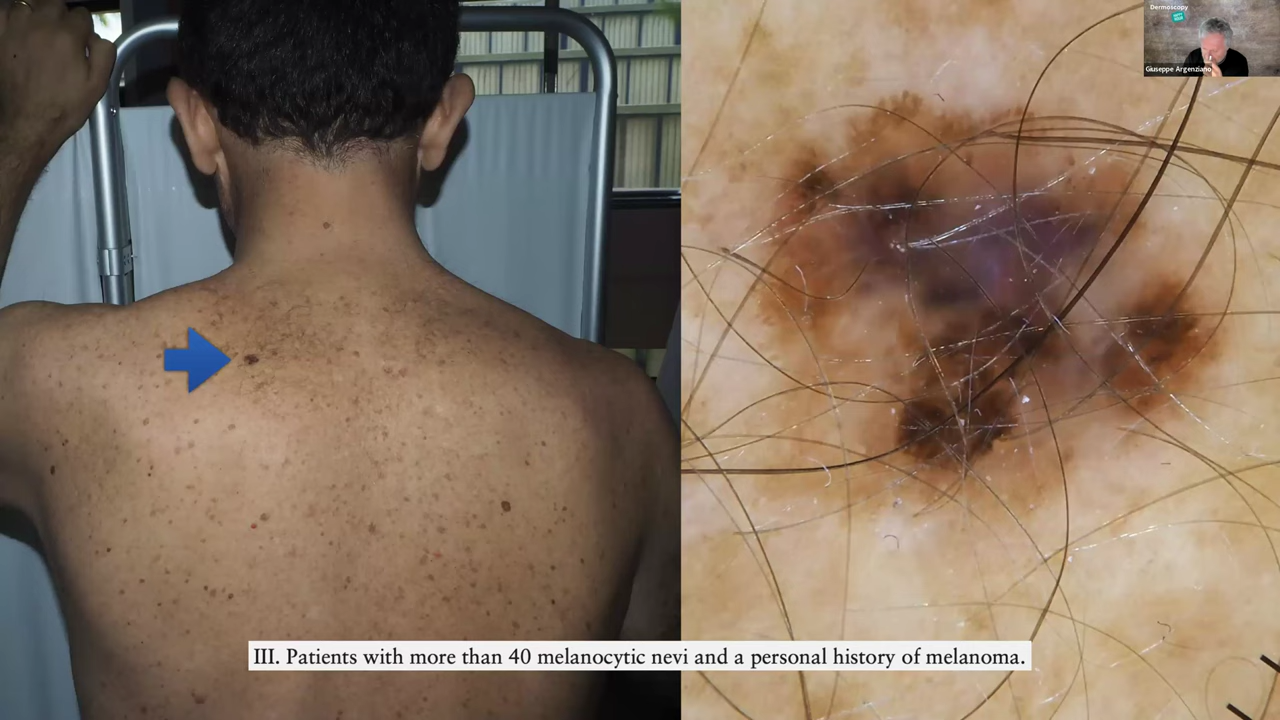 Dermoscopy
Giuseppe Argenziano
III. Patients with more than 40 melanocytic nevi and a personal history of melanoma.